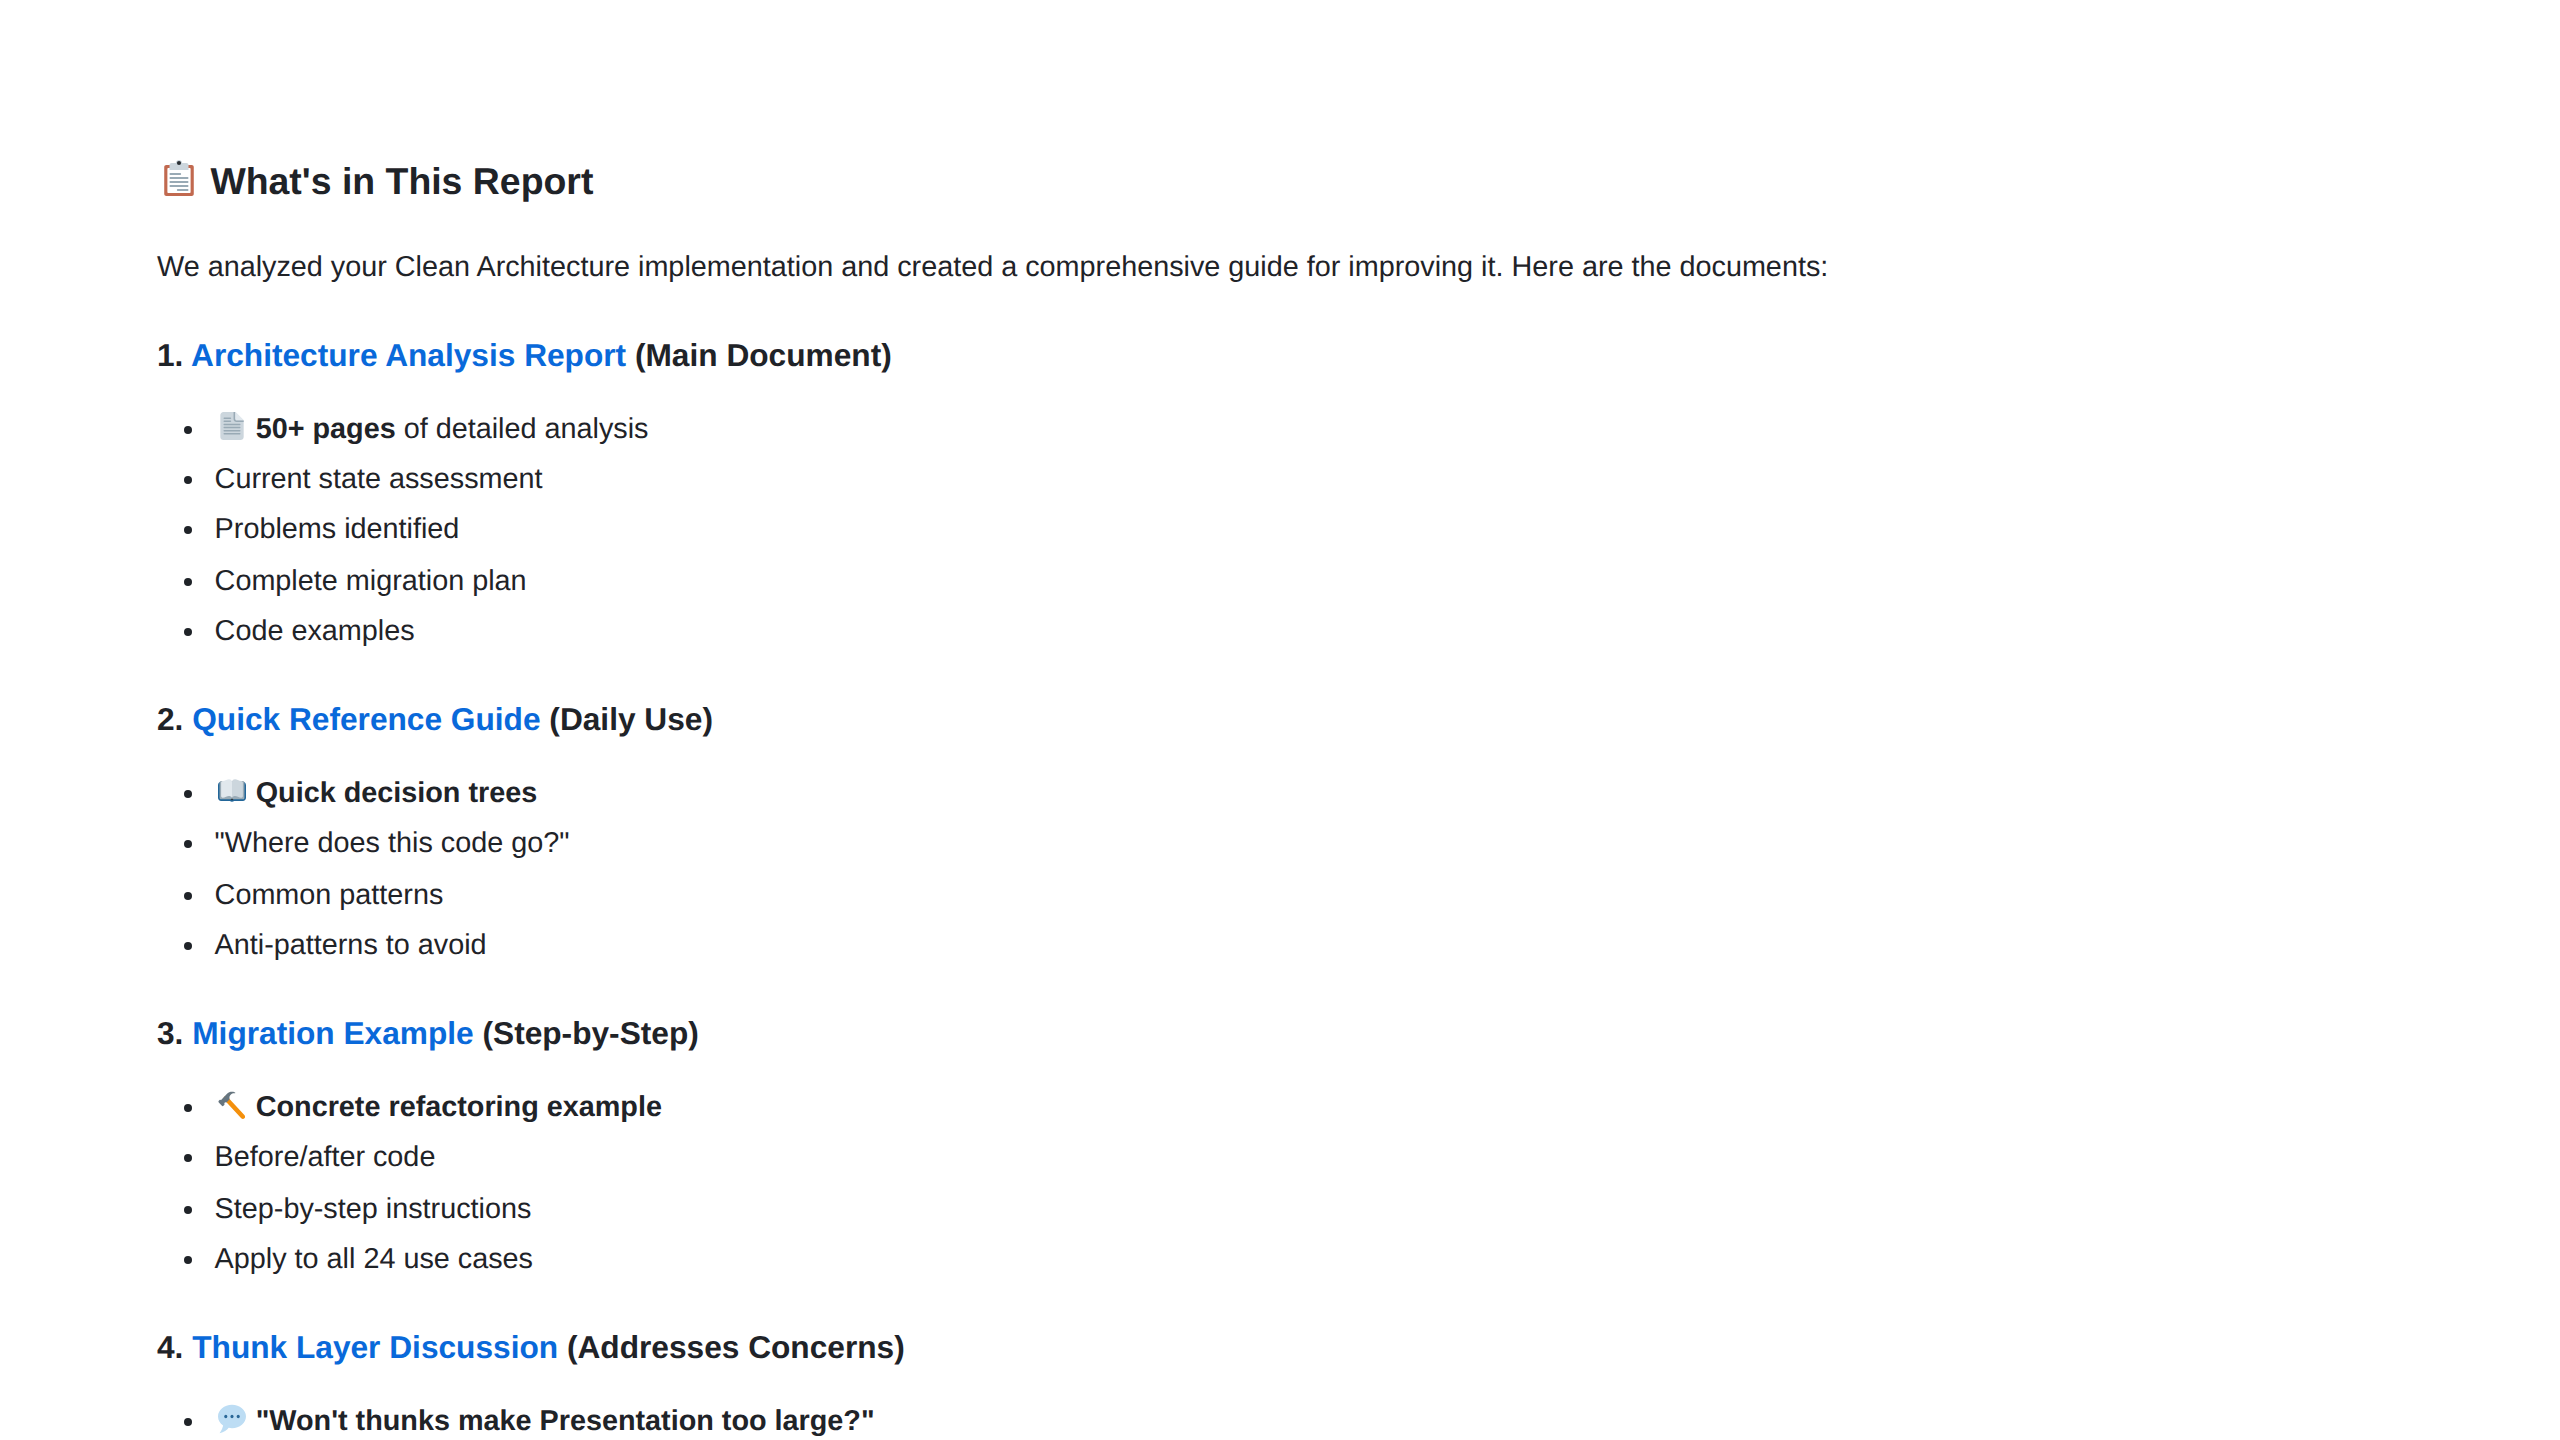 📋 What's in This Report
We analyzed your Clean Architecture implementation and created a comprehensive guide for improving it. Here are the documents:
1. Architecture Analysis Report (Main Document)
• 📄 50+ pages of detailed analysis
• Current state assessment
• Problems identified
• Complete migration plan
• Code examples
2. Quick Reference Guide (Daily Use)
• 📖 Quick decision trees
• "Where does this code go?"
• Common patterns
• Anti-patterns to avoid
3. Migration Example (Step-by-Step)
• 🔨 Concrete refactoring example
• Before/after code
• Step-by-step instructions
• Apply to all 24 use cases
4. Thunk Layer Discussion (Addresses Concerns)
• 💬 "Won't thunks make Presentation too large?"